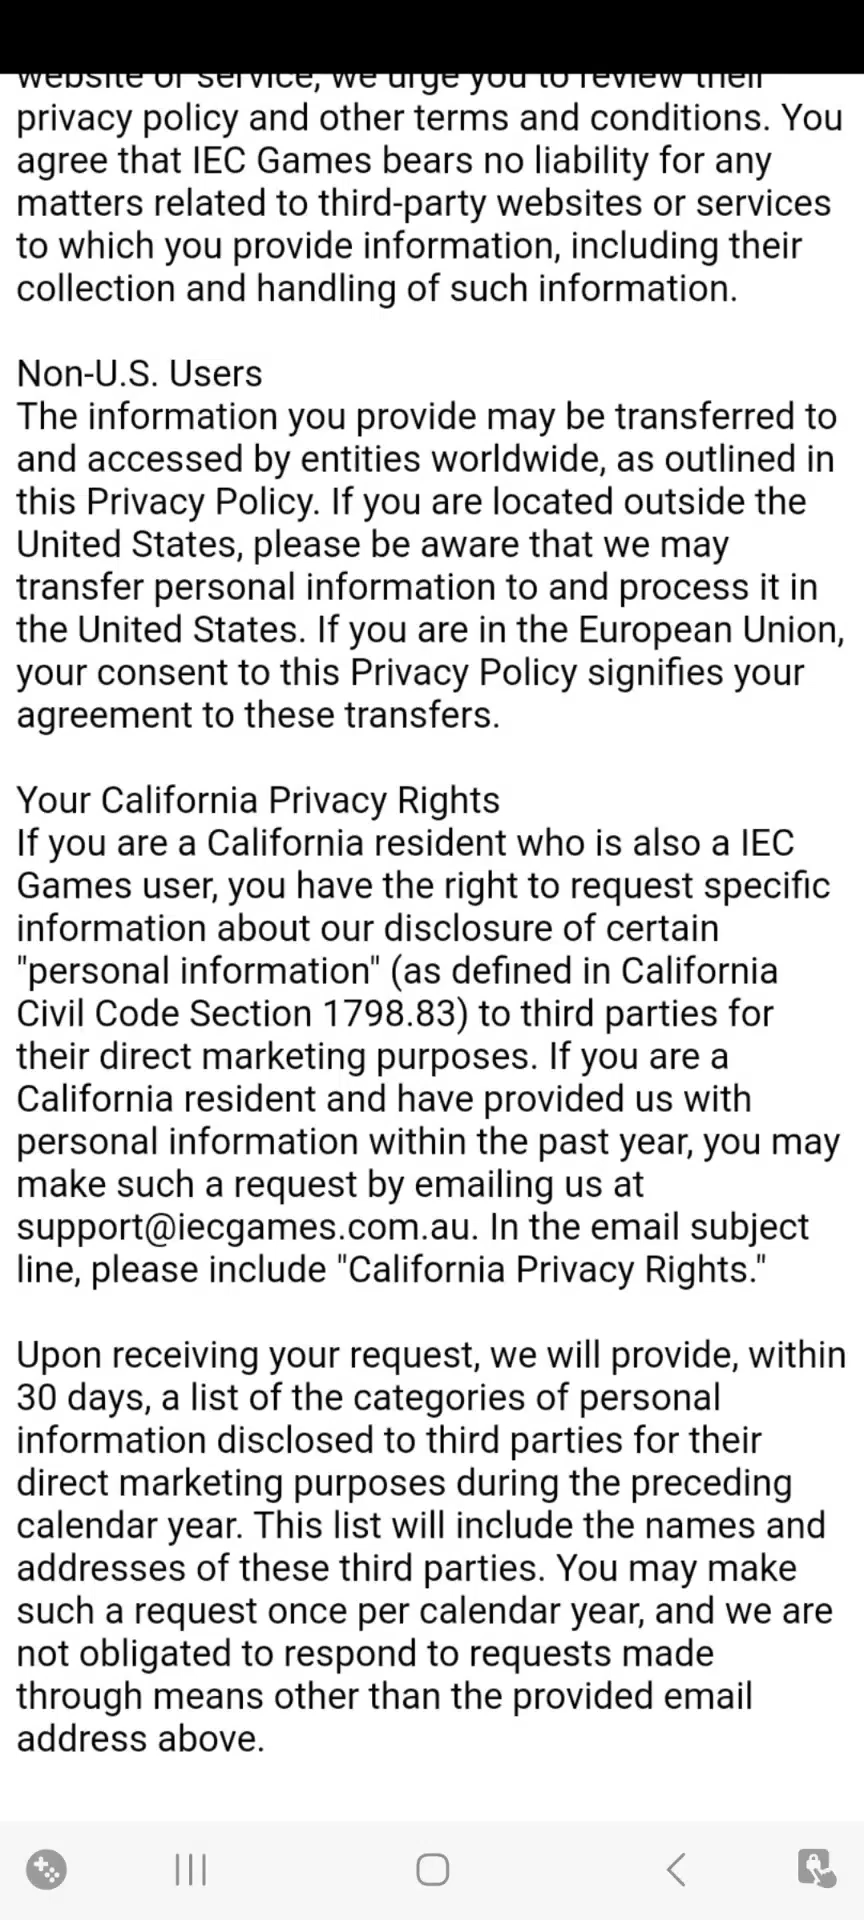 website or service, we urge you to review their
privacy policy and other terms and conditions. You
agree that IEC Games bears no liability for any
matters related to third-party websites or services
to which you provide information, including their
collection and handling of such information.
Non-U.S. Users
The information you provide may be transferred to
and accessed by entities worldwide, as outlined in
this Privacy Policy. If you are located outside the
United States, please be aware that we may
transfer personal information to and process it in
the United States. If you are in the European Union,
your consent to this Privacy Policy signifies your
agreement to these transfers.
Your California Privacy Rights
If you are a California resident who is also a IEC
Games user, you have the right to request specific
information about our disclosure of certain
"personal information" (as defined in California
Civil Code Section 1798.83) to third parties for
their direct marketing purposes. If you are a
California resident and have provided us with
personal information within the past year, you may
make such a request by emailing us at
support@iecgames.com.au. In the email subject
line, please include "California Privacy Rights."
Upon receiving your request, we will provide, within
30 days, a list of the categories of personal
information disclosed to third parties for their
direct marketing purposes during the preceding
calendar year. This list will include the names and
addresses of these third parties. You may make
such a request once per calendar year, and we are
not obligated to respond to requests made
through means other than the provided email
address above.